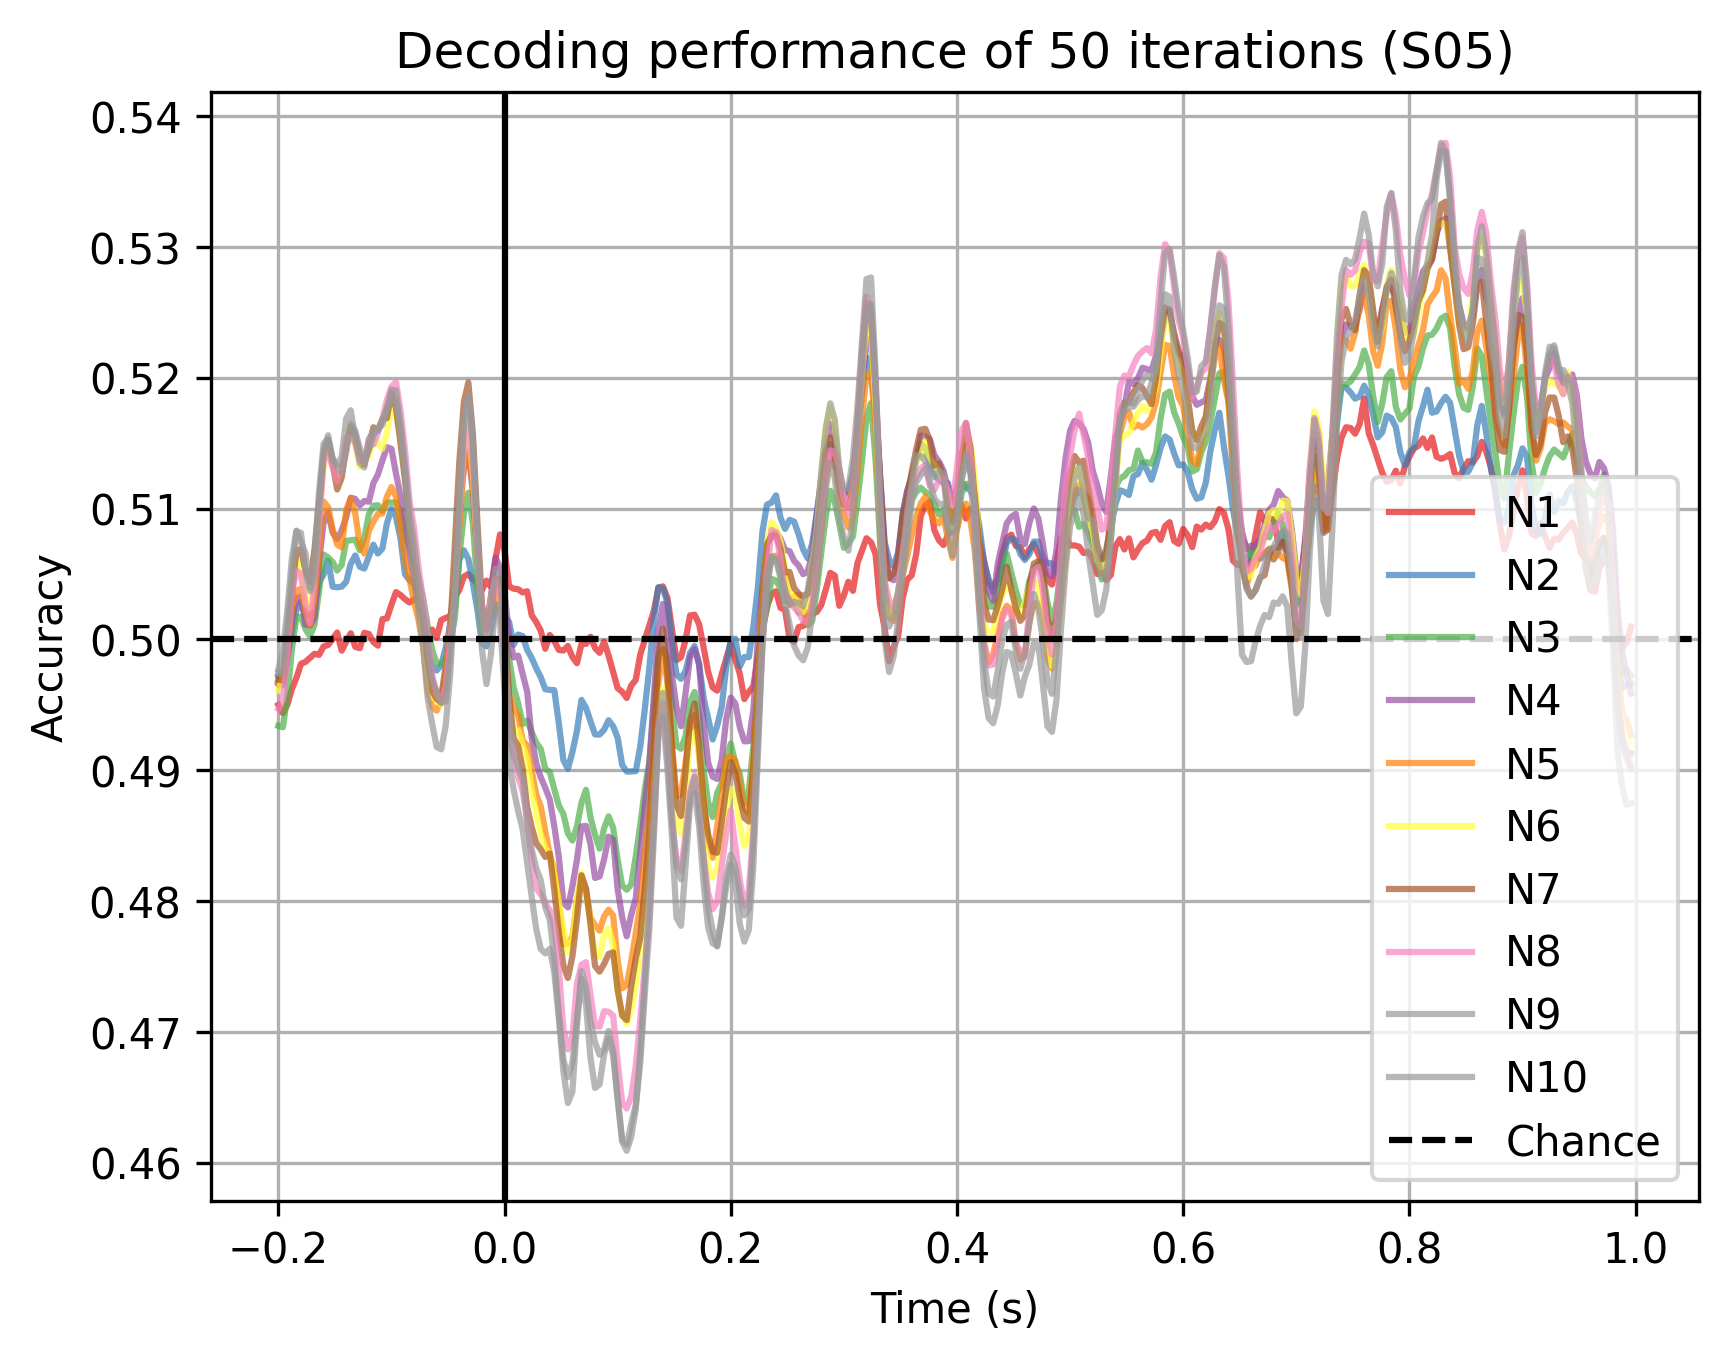 Decoding performance of 50 iterations (S05)
0.54
0.53
0.52
0.51
0.50
0.49
0.48
0.47
0.46
Accuracy
N1
N2
N3
N4
N5
N6
N7
N8
N9
N10
Chance
−0.2
0.0
0.2
0.4
0.6
0.8
1.0
Time (s)